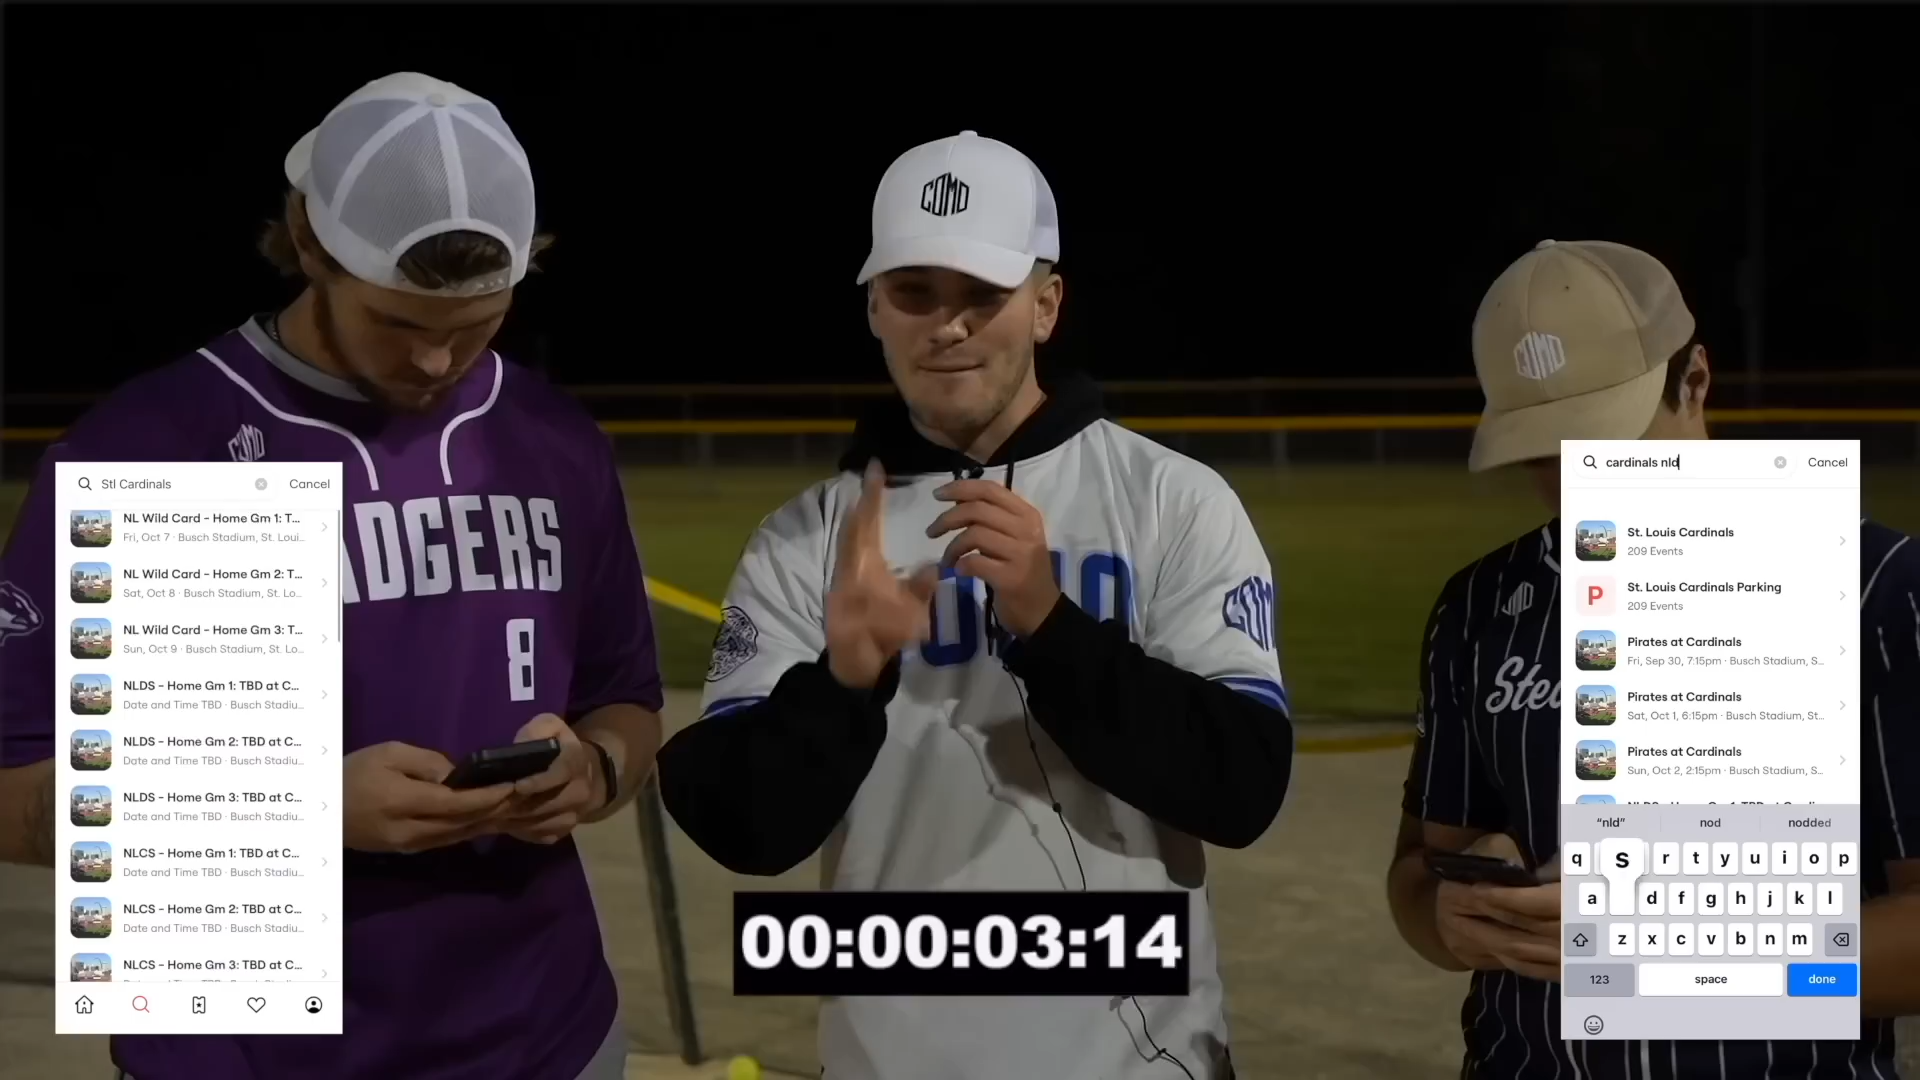 COMO
COMO
COMO
ADGERS
8
COMO
COM
Stl Cardinals
Cancel
NL Wild Card - Home Gm 1: T...
Fri, Oct 7 · Busch Stadium, St. Loui...
NL Wild Card - Home Gm 2: T...
Sat, Oct 8 · Busch Stadium, St. Lo...
NL Wild Card - Home Gm 3: T...
Sun, Oct 9 · Busch Stadium, St. Lo...
NLDS - Home Gm 1: TBD at C...
Date and Time TBD · Busch Stadiu...
NLDS - Home Gm 2: TBD at C...
Date and Time TBD · Busch Stadiu...
NLDS - Home Gm 3: TBD at C...
Date and Time TBD · Busch Stadiu...
NLCS - Home Gm 1: TBD at C...
Date and Time TBD · Busch Stadiu...
NLCS - Home Gm 2: TBD at C...
Date and Time TBD · Busch Stadiu...
NLCS - Home Gm 3: TBD at C...
00:00:03:14
cardinals nld
Cancel
St. Louis Cardinals
209 Events
P
St. Louis Cardinals Parking
209 Events
Pirates at Cardinals
Fri, Sep 30, 7:15pm · Busch Stadium, S...
Pirates at Cardinals
Sat, Oct 1, 6:15pm · Busch Stadium, St...
Pirates at Cardinals
Sun, Oct 2, 2:15pm · Busch Stadium, S...
“nld” nod nodded
q s r t y u i o p
a d f g h j k l
z x c v b n m
123 space done
Ste